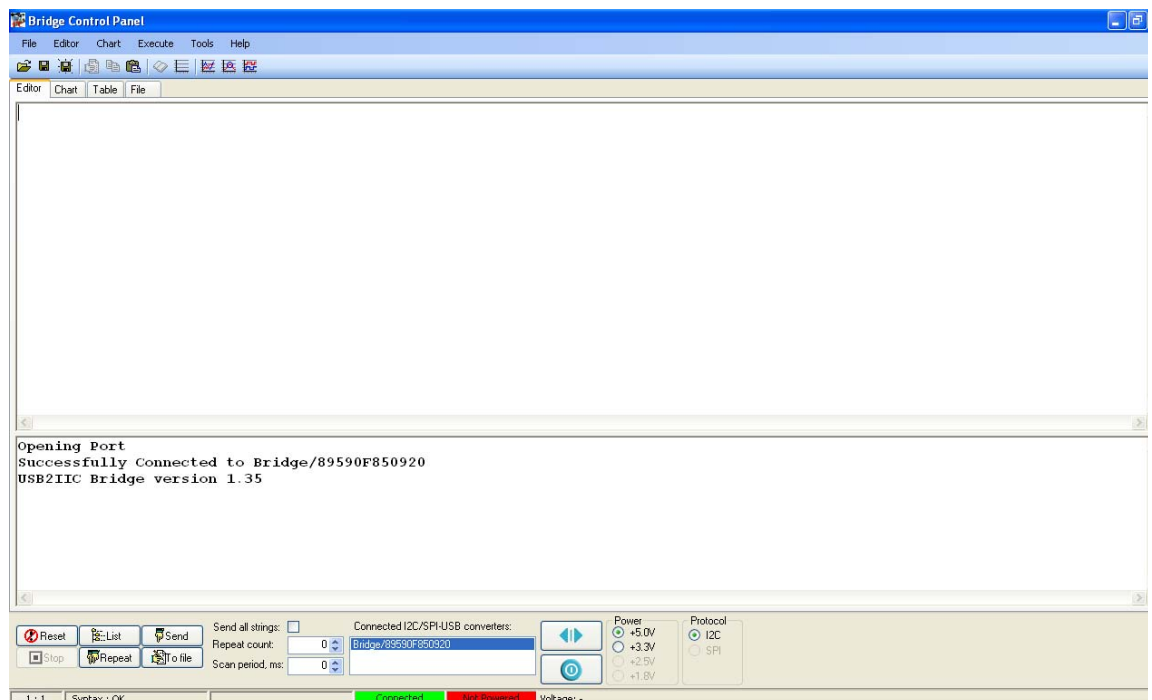 Bridge Control Panel
File Editor Chart Execute Tools Help
Editor Chart Table File
Opening Port
Successfully Connected to Bridge/89590F850920
USB2IIC Bridge version 1.35
Reset List Send
Stop Repeat To file
Send all strings:
Repeat count: 0
Scan period, ms: 0
Connected I2C/SPI-USB converters:
Bridge/89590F850920
Power
+5.0V
+3.3V
+2.5V
+1.8V
Protocol
I2C
SPI
1 : 1 Syntax : OK Connected Not Powered Voltage: -